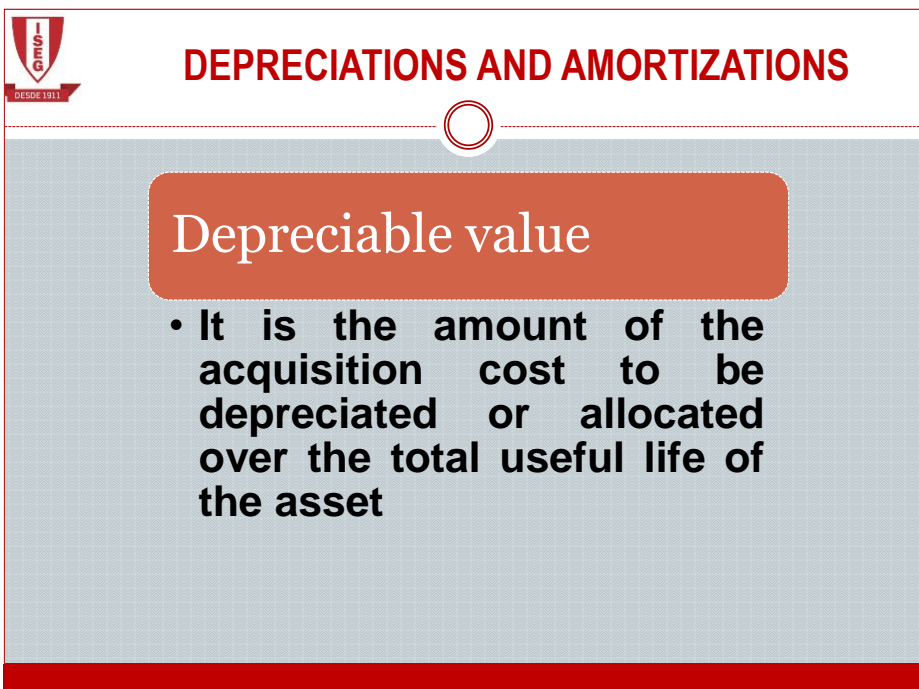 ISEG
DESDE 1911
DEPRECIATIONS AND AMORTIZATIONS
Depreciable value
• It is the amount of the
acquisition cost to be
depreciated or allocated
over the total useful life of
the asset